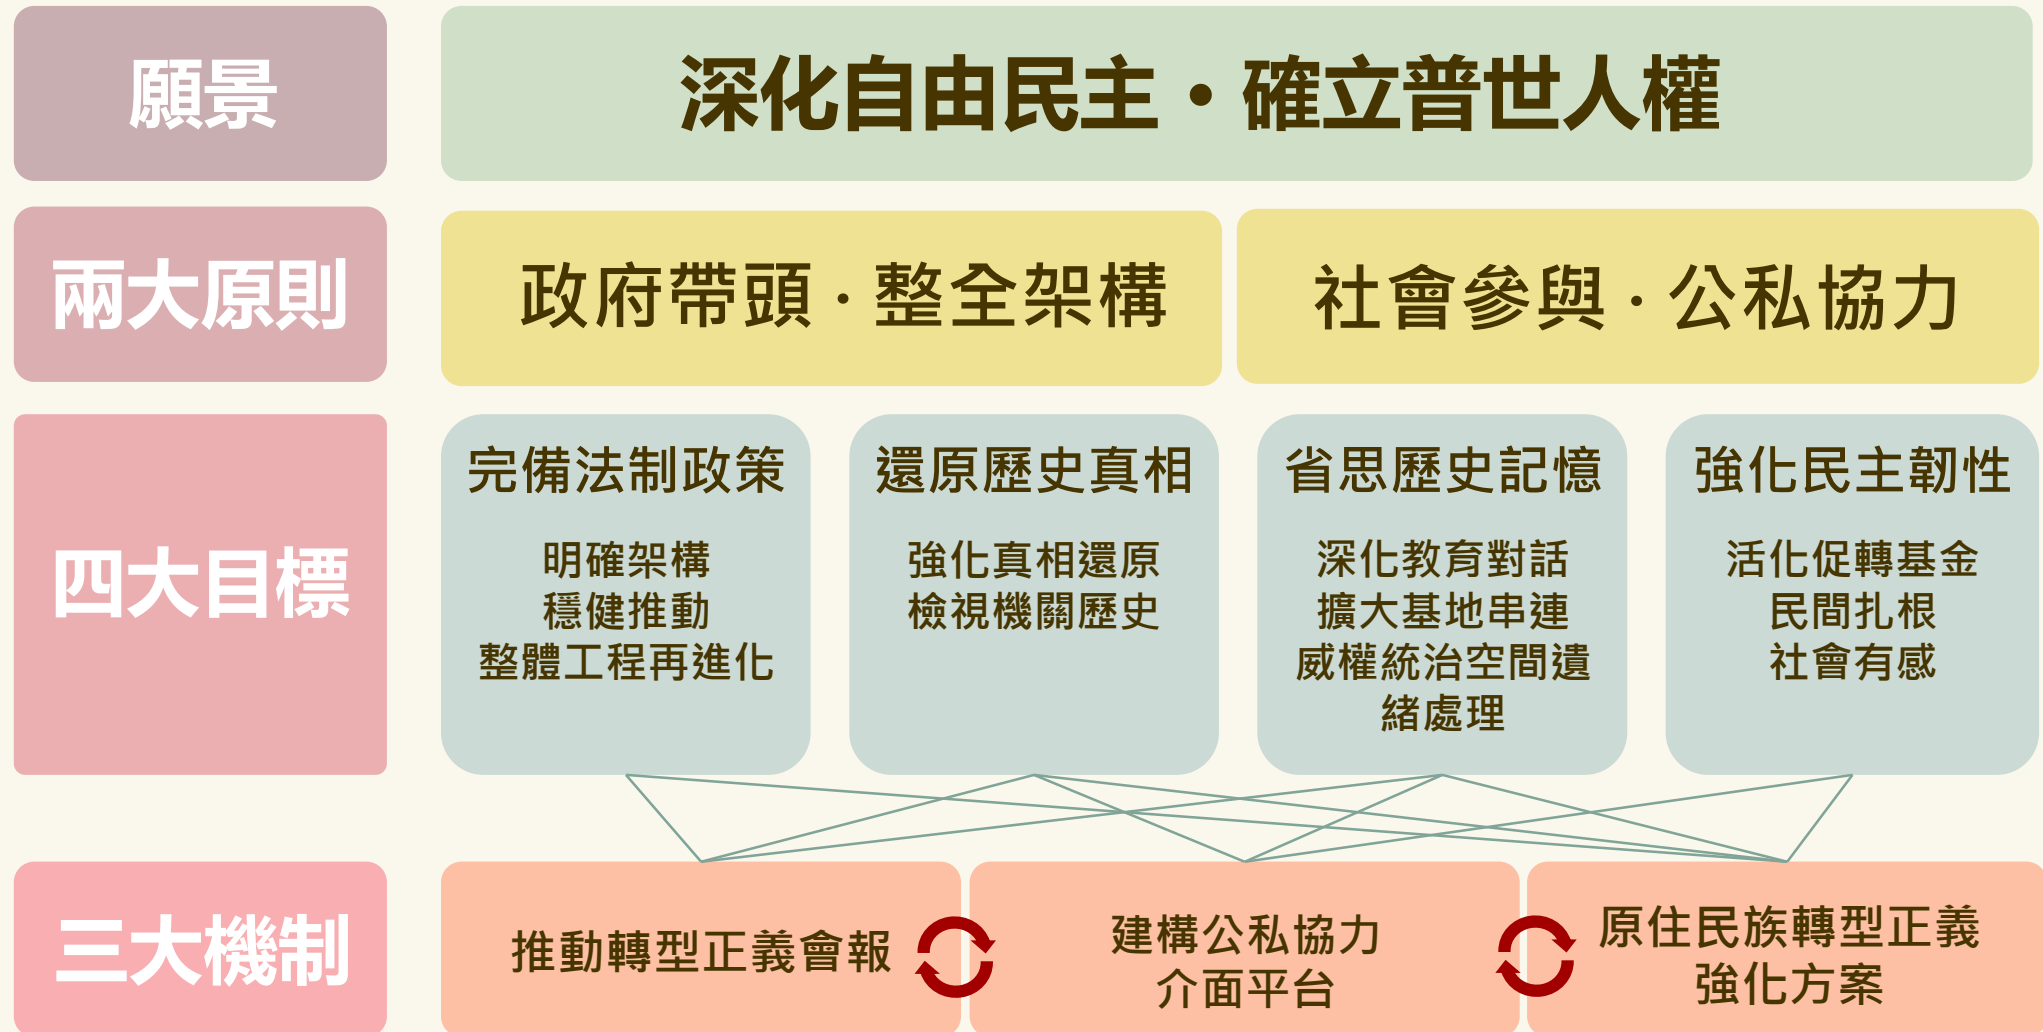 願景
深化自由民主・確立普世人權
兩大原則
政府帶頭・整全架構
社會參與・公私協力
四大目標
完備法制政策
明確架構
穩健推動
整體工程再進化
還原歷史真相
強化真相還原
檢視機關歷史
省思歷史記憶
深化教育對話
擴大基地串連
威權統治空間遺
緒處理
強化民主韌性
活化促轉基金
民間扎根
社會有感
三大機制
推動轉型正義會報
建構公私協力
介面平台
原住民族轉型正義
強化方案